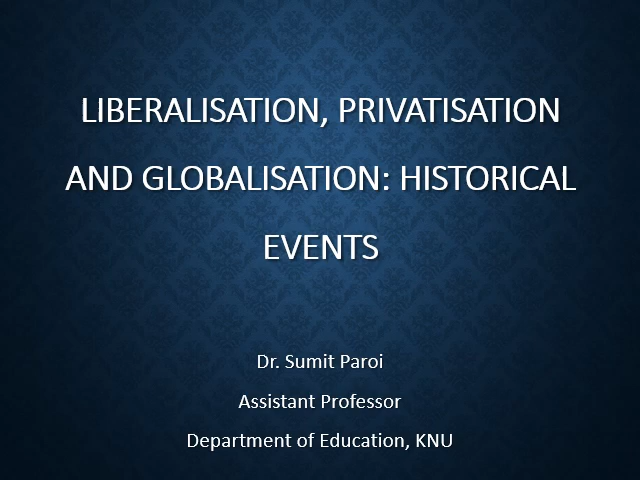 LIBERALISATION, PRIVATISATION
AND GLOBALISATION: HISTORICAL
EVENTS
Dr. Sumit Paroi
Assistant Professor
Department of Education, KNU